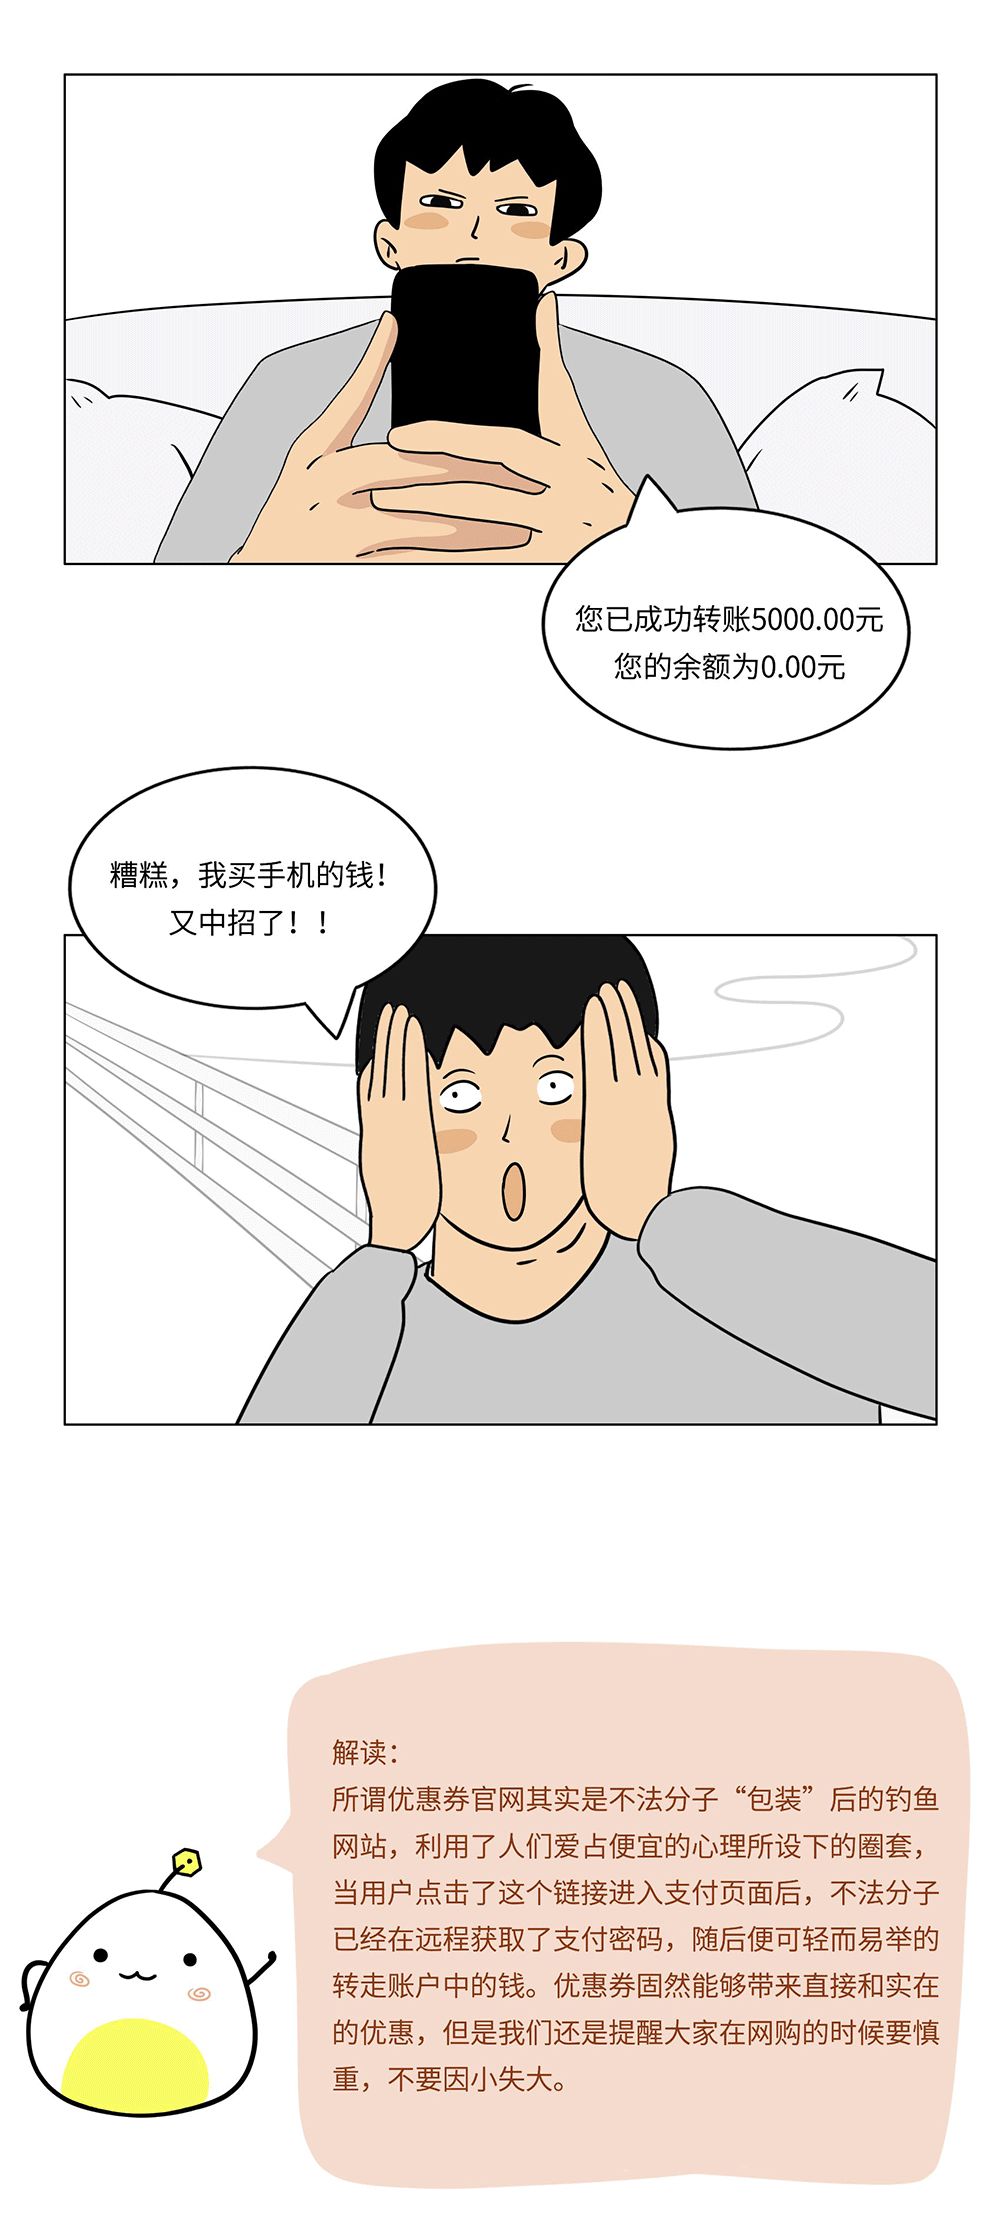 您已成功转账5000.00元
您的余额为0.00元
糟糕，我买手机的钱！
又中招了！！
解读：
所谓优惠券官网其实是不法分子“包装”后的钓鱼
网站，利用了人们爱占便宜的心理所设下的圈套，
当用户点击了这个链接进入支付页面后，不法分子
已经在远程获取了支付密码，随后便可轻而易举的
转走账户中的钱。优惠券固然能够带来直接和实在
的优惠，但是我们还是提醒大家在网购的时候要慎
重，不要因小失大。